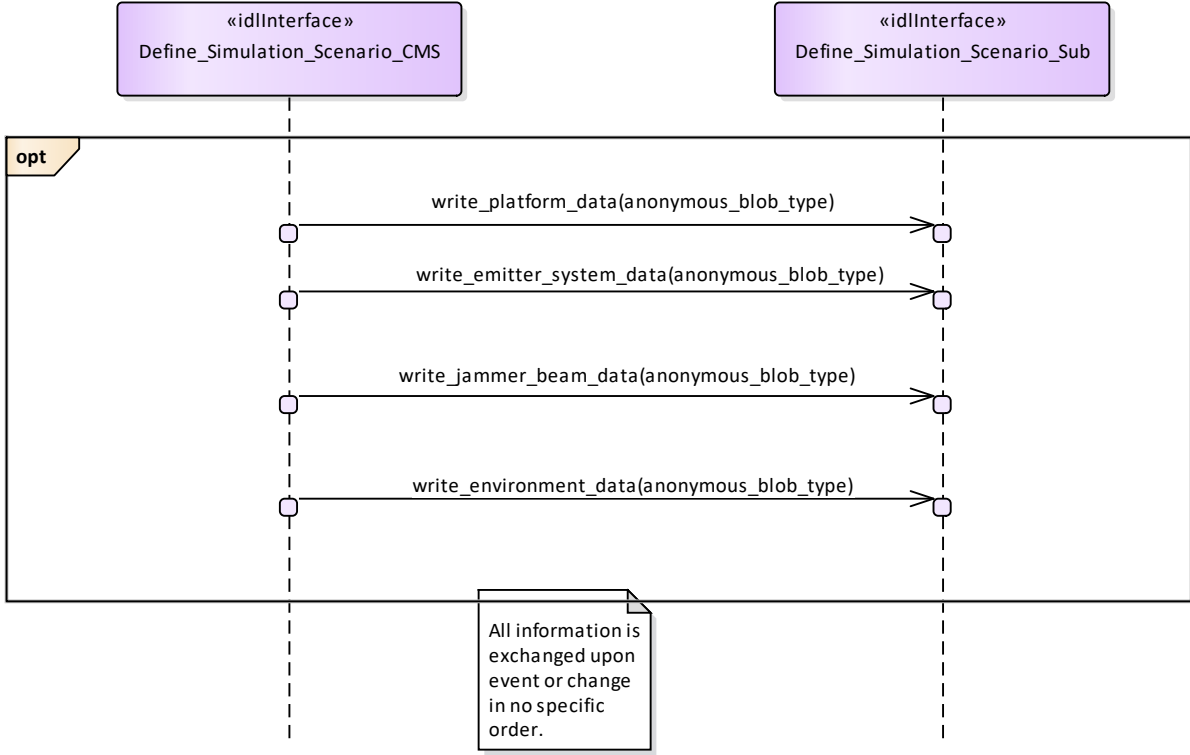 «idlInterface»
Define_Simulation_Scenario_CMS
«idlInterface»
Define_Simulation_Scenario_Sub
opt
write_platform_data(anonymous_blob_type)
write_emitter_system_data(anonymous_blob_type)
write_jammer_beam_data(anonymous_blob_type)
write_environment_data(anonymous_blob_type)
All information is
exchanged upon
event or change
in no specific
order.